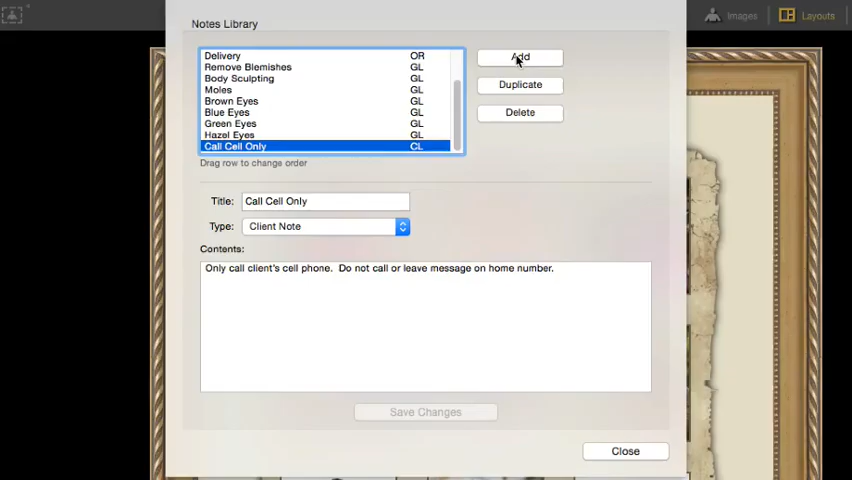 Images
Layouts
Notes Library
Delivery OR
Remove Blemishes GL
Body Sculpting GL
Moles GL
Brown Eyes GL
Blue Eyes GL
Green Eyes GL
Hazel Eyes GL
Call Cell Only CL
Add
Duplicate
Delete
Drag row to change order
Title: Call Cell Only
Type: Client Note
Contents:
Only call client's cell phone.  Do not call or leave message on home number.
Save Changes
Close